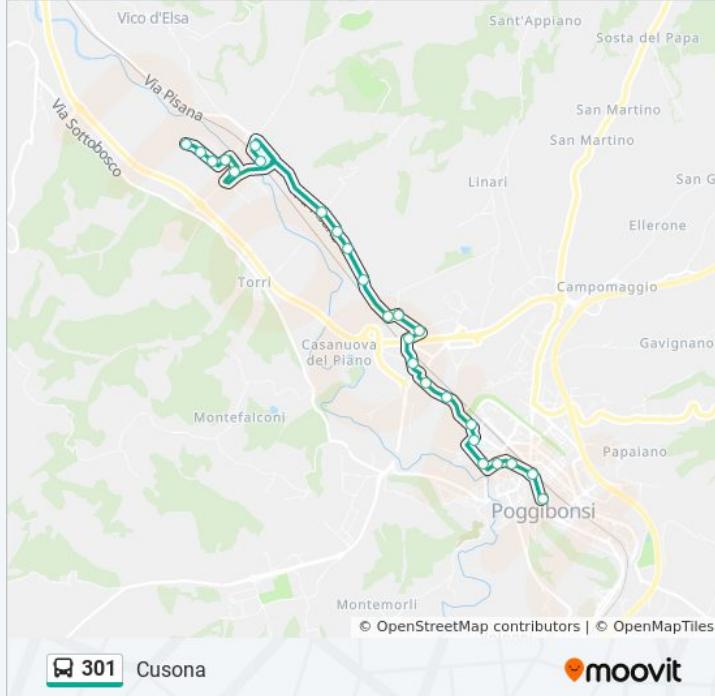 Vico d'Elsa
Sant'Appiano
Sosta del Papa
Via Pisana
Via Sottobosco
San Martino
San Martino
Linari
San G
Ellerone
Torri
Campomaggio
Casanuova
del Piano
Gavignano
Montefalconi
Papaiano
Poggibonsi
Montemorli
© OpenStreetMap contributors | © OpenMapTiles
301 Cusona
moovit